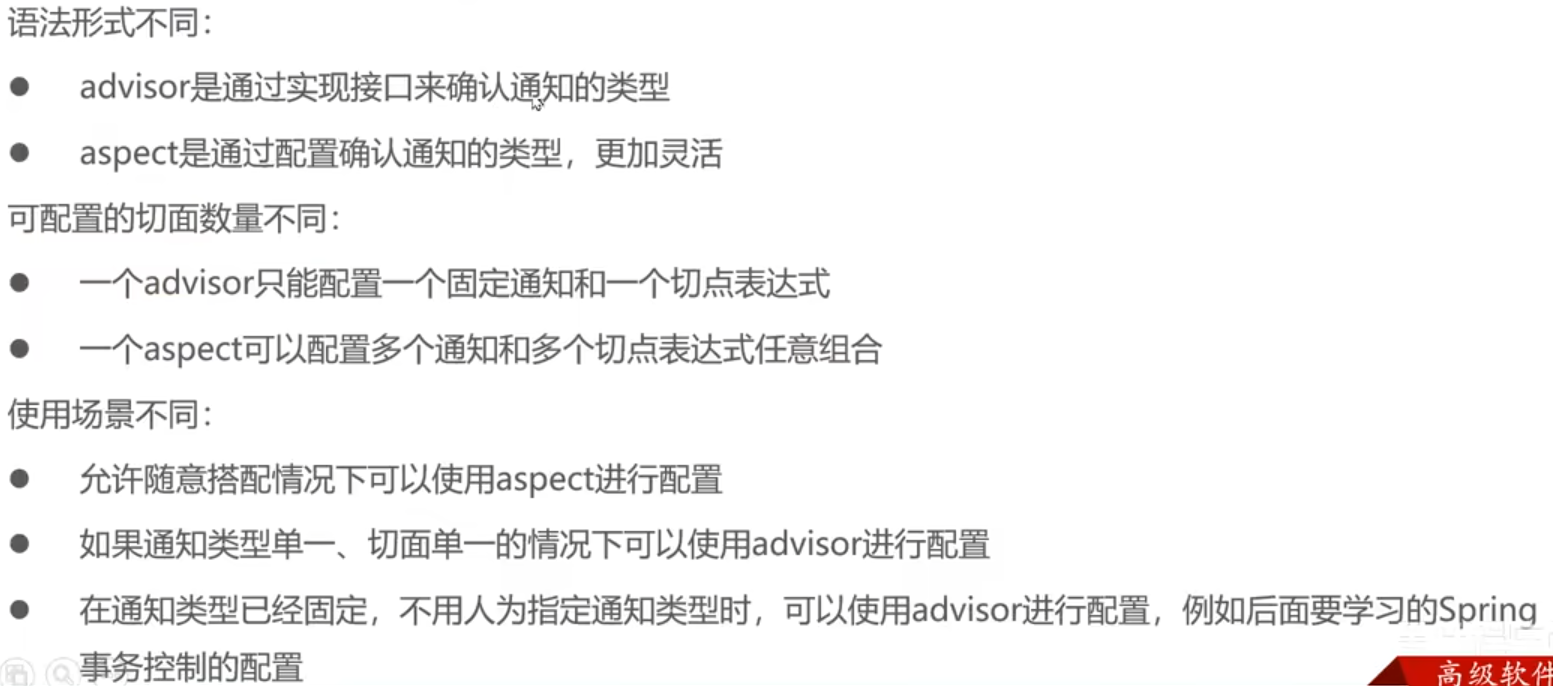 语法形式不同：
● advisor是通过实现接口来确认通知的类型
● aspect是通过配置确认通知的类型，更加灵活
可配置的切面数量不同：
● 一个advisor只能配置一个固定通知和一个切点表达式
● 一个aspect可以配置多个通知和多个切点表达式任意组合
使用场景不同：
● 允许随意搭配情况下可以使用aspect进行配置
● 如果通知类型单一、切面单一的情况下可以使用advisor进行配置
● 在通知类型已经固定，不用人为指定通知类型时，可以使用advisor进行配置，例如后面要学习的Spring
事务控制的配置
高级软件